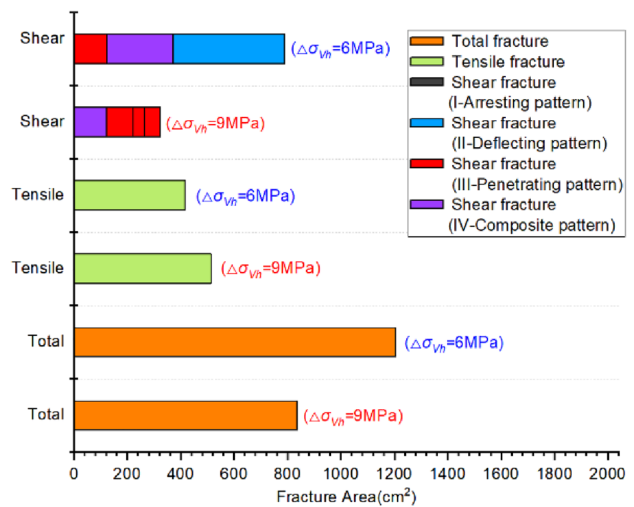 Shear
(△σVh=6MPa)
Shear
(△σVh=9MPa)
Tensile
(△σVh=6MPa)
Tensile
(△σVh=9MPa)
Total
(△σVh=6MPa)
Total
(△σVh=9MPa)
Total fracture
Tensile fracture
Shear fracture
(I-Arresting pattern)
Shear fracture
(II-Deflecting pattern)
Shear fracture
(III-Penetrating pattern)
Shear fracture
(IV-Composite pattern)
0 200 400 600 800 1000 1200 1400 1600 1800 2000
Fracture Area(cm²)